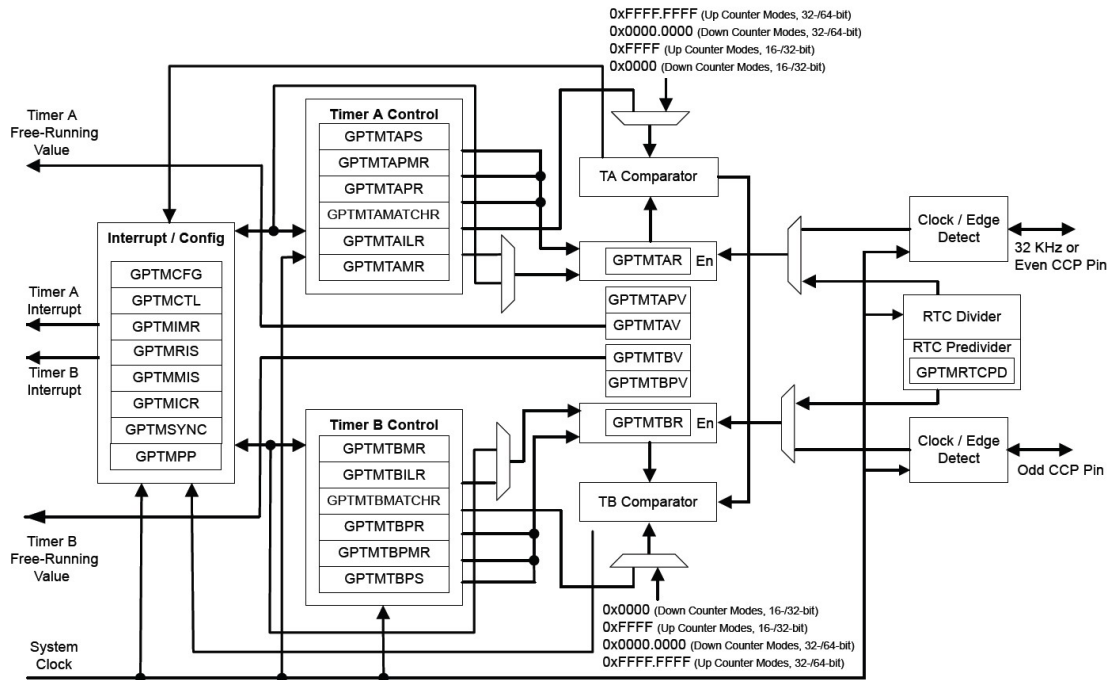 0xFFFF.FFFF (Up Counter Modes, 32-/64-bit)
0x0000.0000 (Down Counter Modes, 32-/64-bit)
0xFFFF (Up Counter Modes, 16-/32-bit)
0x0000 (Down Counter Modes, 16-/32-bit)
Timer A
Free-Running
Value
Timer A Control
GPTMTAPS
GPTMTAPMR
GPTMTAPR
GPTMTAMATCHR
GPTMTAILR
GPTMTAMR
TA Comparator
Clock / Edge
Detect
32 KHz or
Even CCP Pin
Interrupt / Config
GPTMCFG
GPTMCTL
GPTMIMR
GPTMRIS
GPTMMIS
GPTMICR
GPTMSYNC
GPTMPP
GPTMTAR
En
Timer A
Interrupt
Timer B
Interrupt
GPTMTAPV
GPTMTAV
GPTMTBV
GPTMTBPV
RTC Divider
RTC Predivider
GPTMRTCPD
GPTMTBR
En
Timer B Control
GPTMTBMR
GPTMTBILR
GPTMTBMATCHR
GPTMTBPR
GPTMTBPMR
GPTMTBPS
Clock / Edge
Detect
Odd CCP Pin
TB Comparator
Timer B
Free-Running
Value
0x0000 (Down Counter Modes, 16-/32-bit)
0xFFFF (Up Counter Modes, 16-/32-bit)
0x0000.0000 (Down Counter Modes, 32-/64-bit)
0xFFFF.FFFF (Up Counter Modes, 32-/64-bit)
System
Clock